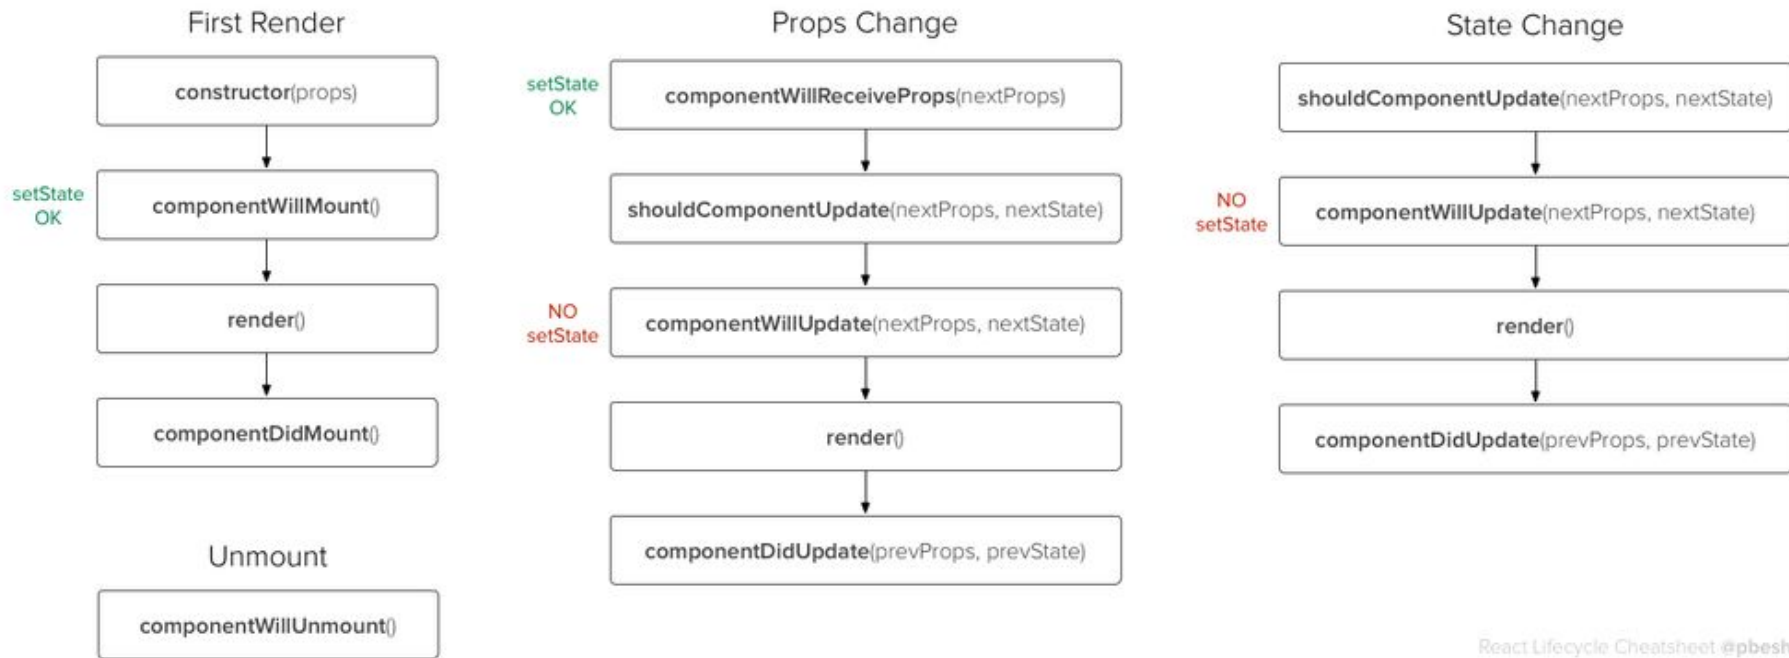 First Render
constructor(props)
setState
OK
componentWillMount()
render()
componentDidMount()
Unmount
componentWillUnmount()
Props Change
setState
OK
componentWillReceiveProps(nextProps)
shouldComponentUpdate(nextProps, nextState)
NO
setState
componentWillUpdate(nextProps, nextState)
render()
componentDidUpdate(prevProps, prevState)
State Change
shouldComponentUpdate(nextProps, nextState)
NO
setState
componentWillUpdate(nextProps, nextState)
render()
componentDidUpdate(prevProps, prevState)
React Lifecycle Cheatsheet @pbesh